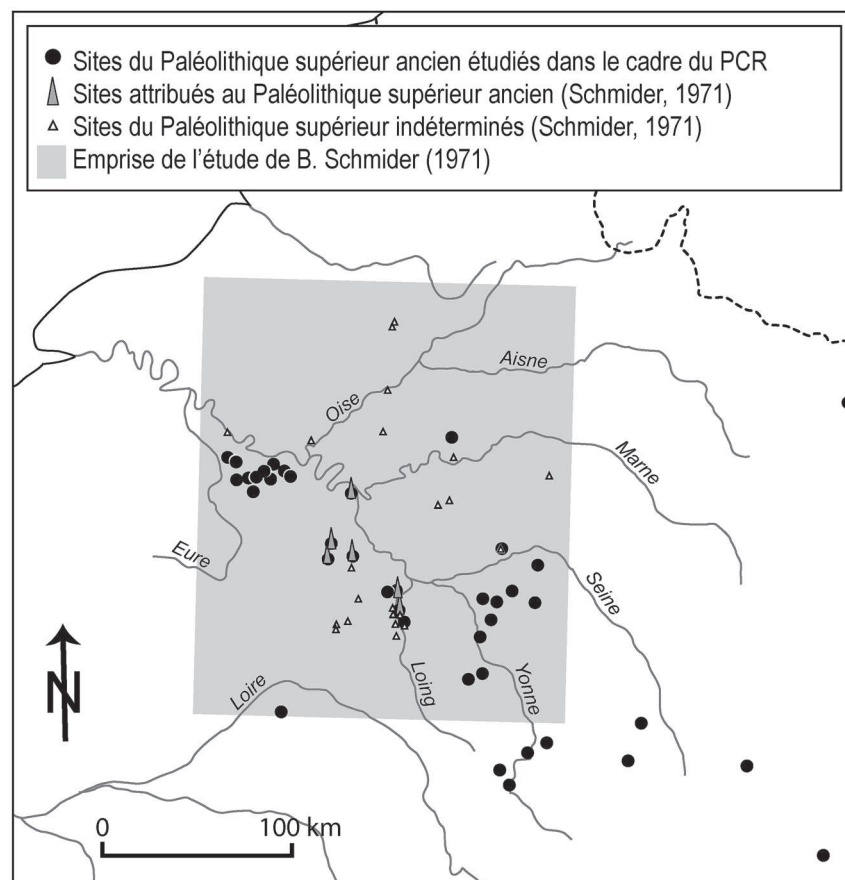 Sites du Paléolithique supérieur ancien étudiés dans le cadre du PCR
Sites attribués au Paléolithique supérieur ancien (Schmider, 1971)
Sites du Paléolithique supérieur indéterminés (Schmider, 1971)
Emprise de l'étude de B. Schmider (1971)
Aisne
Oise
Marne
Eure
Seine
Loire
Loing
Yonne
N
0 100 km